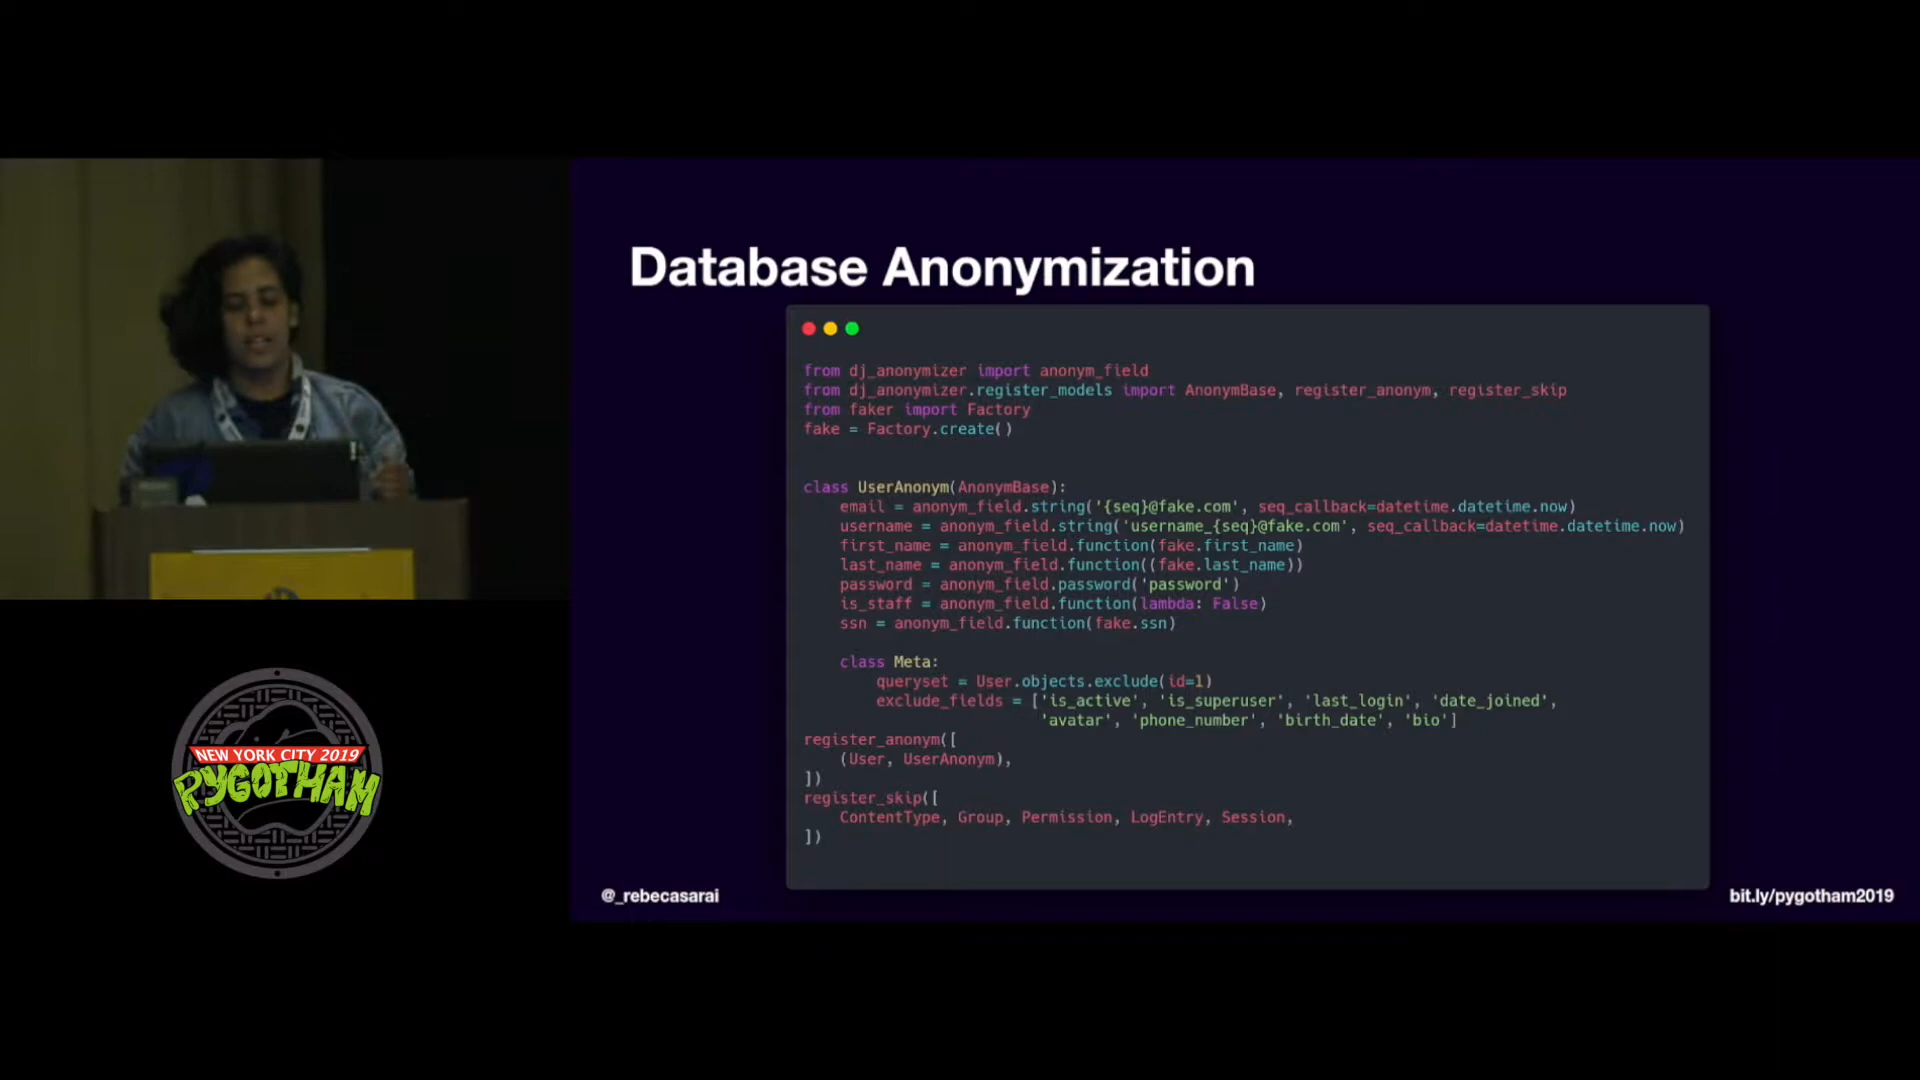 Database Anonymization
from dj_anonymizer import anonym_field
from dj_anonymizer.register_models import AnonymBase, register_anonym, register_skip
from faker import Factory
fake = Factory.create()
class UserAnonym(AnonymBase):
    email = anonym_field.string('{seq}@fake.com', seq_callback=datetime.datetime.now)
    username = anonym_field.string('username_{seq}@fake.com', seq_callback=datetime.datetime.now)
    first_name = anonym_field.function(fake.first_name)
    last_name = anonym_field.function((fake.last_name))
    password = anonym_field.password('password')
    is_staff = anonym_field.function(lambda: False)
    ssn = anonym_field.function(fake.ssn)
    class Meta:
        queryset = User.objects.exclude(id=1)
        exclude_fields = ['is_active', 'is_superuser', 'last_login', 'date_joined',
                          'avatar', 'phone_number', 'birth_date', 'bio']
register_anonym([
    (User, UserAnonym),
])
register_skip([
    ContentType, Group, Permission, LogEntry, Session,
])
@_rebecasarai
bit.ly/pygotham2019
NEW YORK CITY 2019
PYGOTHAM